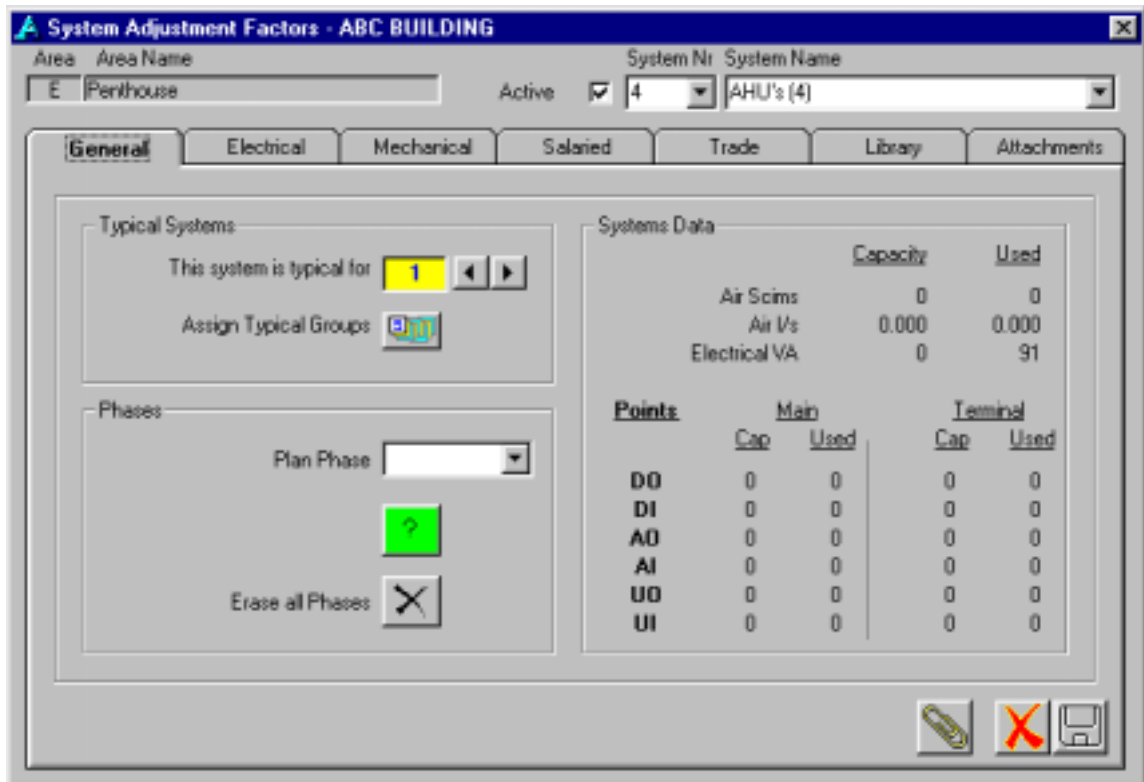 System Adjustment Factors - ABC BUILDING
Area Area Name System Nr System Name
E Penthouse Active 4 AHU's (4)
General Electrical Mechanical Salaried Trade Library Attachments
Typical Systems
This system is typical for 1
Assign Typical Groups
Phases
Plan Phase
?
Erase all Phases
Systems Data
Capacity Used
Air Scims 0 0
Air l/s 0.000 0.000
Electrical VA 0 91
Points Main Terminal
Cap Used Cap Used
DO 0 0 0 0
DI 0 0 0 0
AO 0 0 0 0
AI 0 0 0 0
UO 0 0 0 0
UI 0 0 0 0